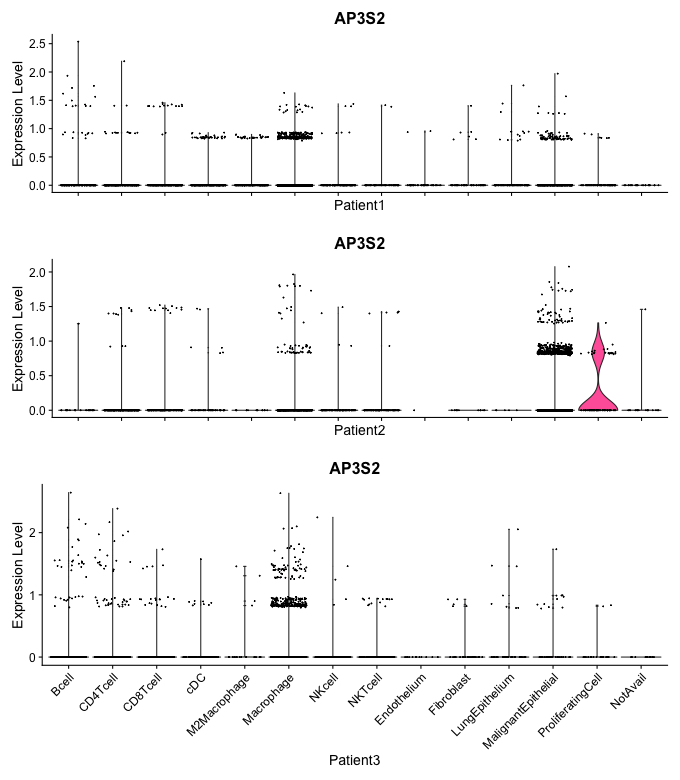 AP3S2
Expression Level
2.5
2.0
1.5
1.0
0.5
0.0
Patient1
AP3S2
Expression Level
2.0
1.5
1.0
0.5
0.0
Patient2
AP3S2
Expression Level
2
1
0
Bcell
CD4Tcell
CD8Tcell
cDC
M2Macrophage
Macrophage
NKcell
NKTcell
Endothelium
Fibroblast
LungEpithelium
MalignantEpithelial
ProliferatingCell
NotAvail
Patient3